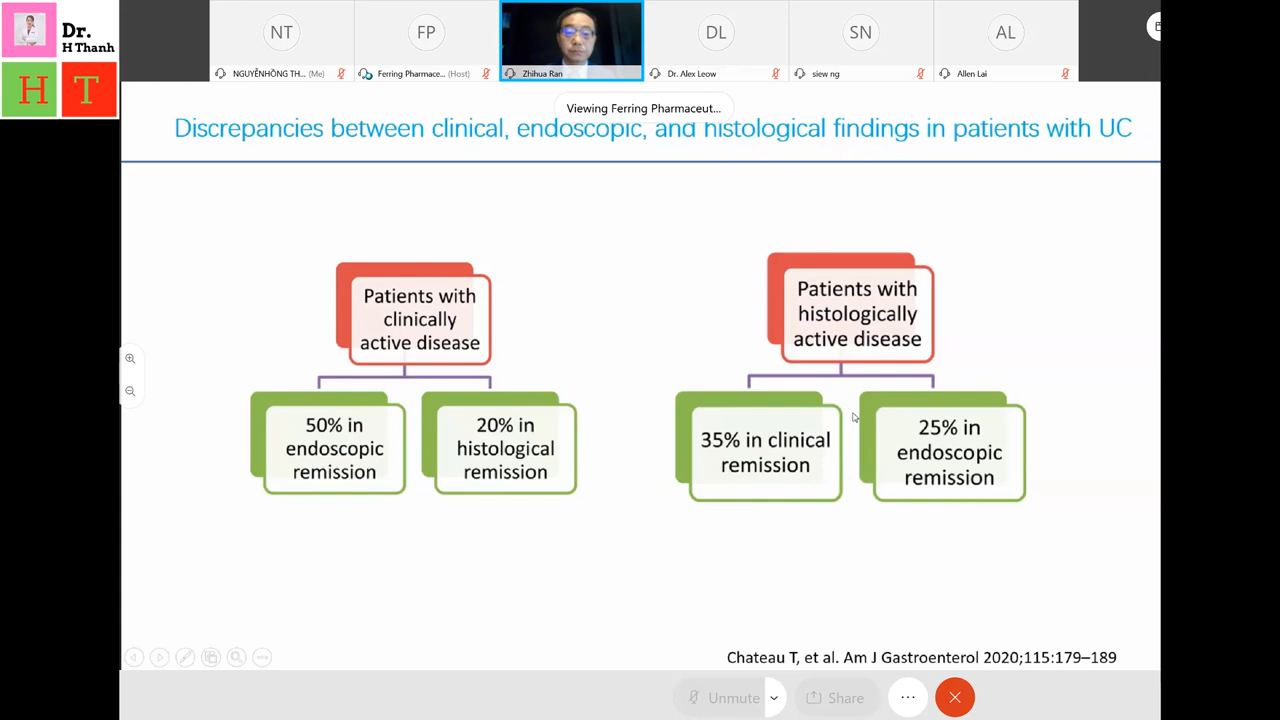 Dr.
H Thanh
H T
NT
FP
DL
SN
AL
NGUYỄNHỒNG TH... (Me)
Ferring Pharmace... (Host)
Zhihua Ran
Dr. Alex Leow
siew ng
Allen Lai
Viewing Ferring Pharmaceut...
Discrepancies between clinical, endoscopic, and histological findings in patients with UC
Patients with
clinically
active disease
50% in
endoscopic
remission
20% in
histological
remission
Patients with
histologically
active disease
35% in clinical
remission
25% in
endoscopic
remission
Chateau T, et al. Am J Gastroenterol 2020;115:179–189
Unmute
Share